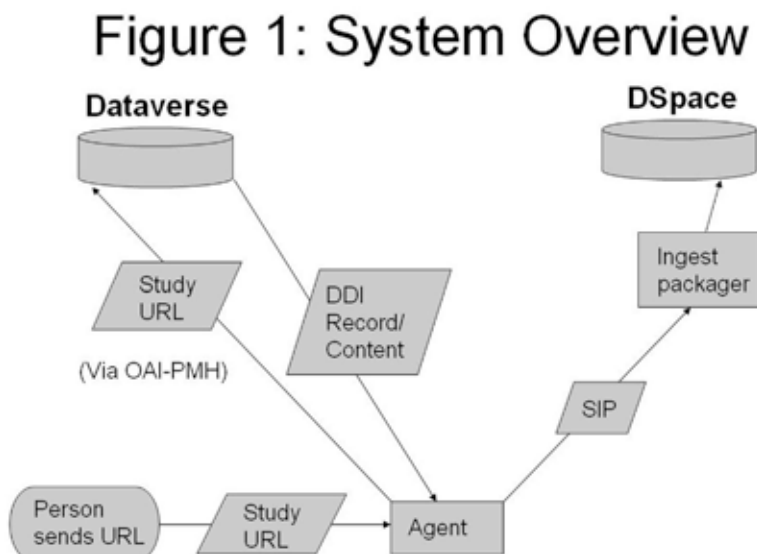 Figure 1: System Overview
Dataverse
DSpace
Study
URL
(Via OAI-PMH)
DDI
Record/
Content
Ingest
packager
SIP
Person
sends URL
Study
URL
Agent